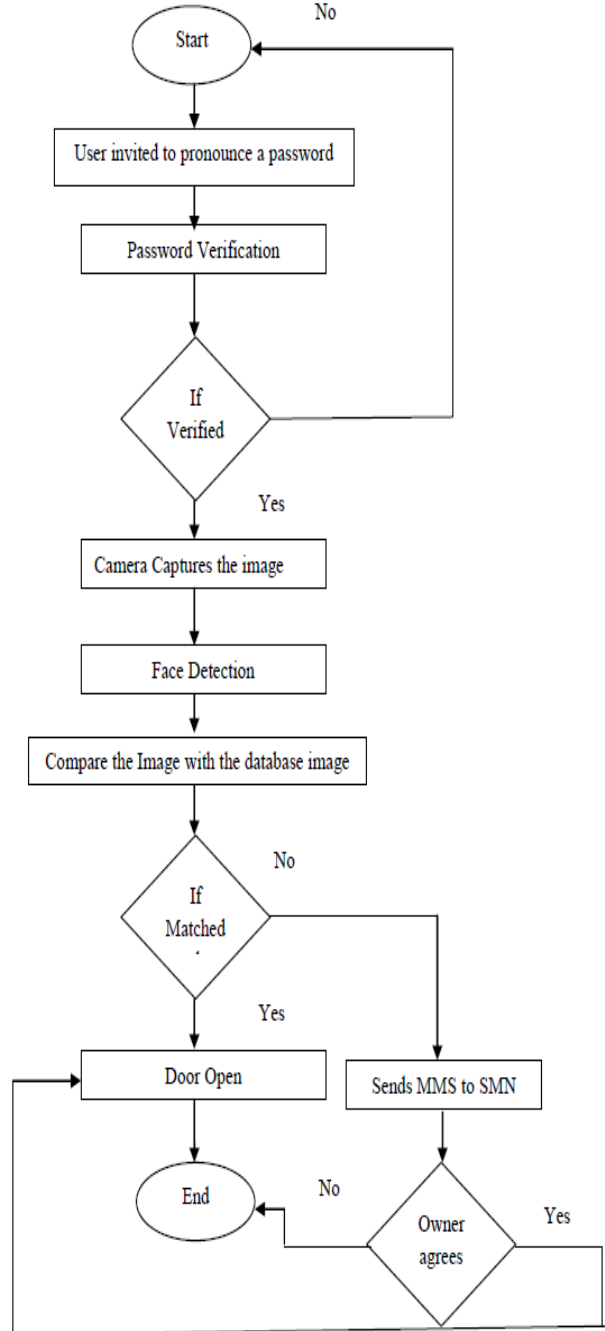 No
Start
User invited to pronounce a password
Password Verification
If
Verified
Yes
Camera Captures the image
Face Detection
Compare the Image with the database image
No
If
Matched
.
Yes
Door Open
Sends MMS to SMN
End
No
Owner
agrees
Yes